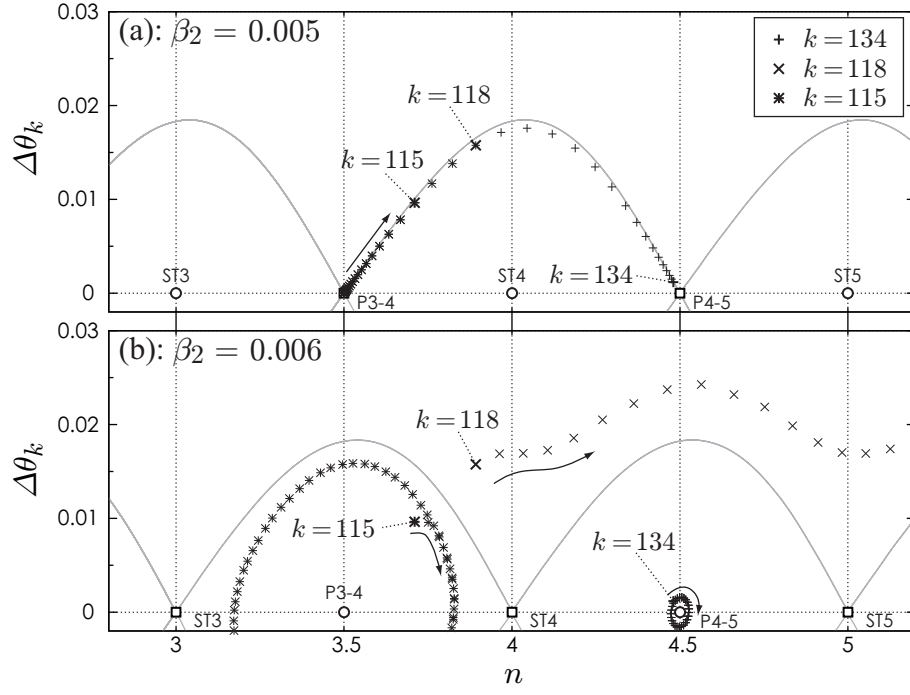 (a): β₂ = 0.005
+ k=134
× k=118
∗ k=115
0.03
0.02
0.01
0
Δθₖ
k=118
k=115
k=134
ST3
P3-4
ST4
P4-5
ST5
(b): β₂ = 0.006
0.03
0.02
0.01
0
Δθₖ
k=118
k=115
k=134
P3-4
ST3
ST4
P4-5
ST5
3
3.5
4
4.5
5
n